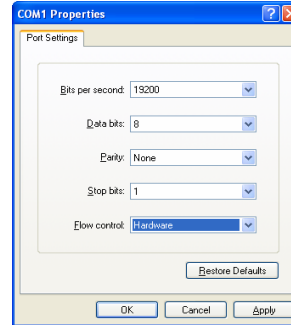 COM1 Properties
Port Settings
Bits per second: 19200
Data bits: 8
Parity: None
Stop bits: 1
Flow control: Hardware
Restore Defaults
OK Cancel Apply